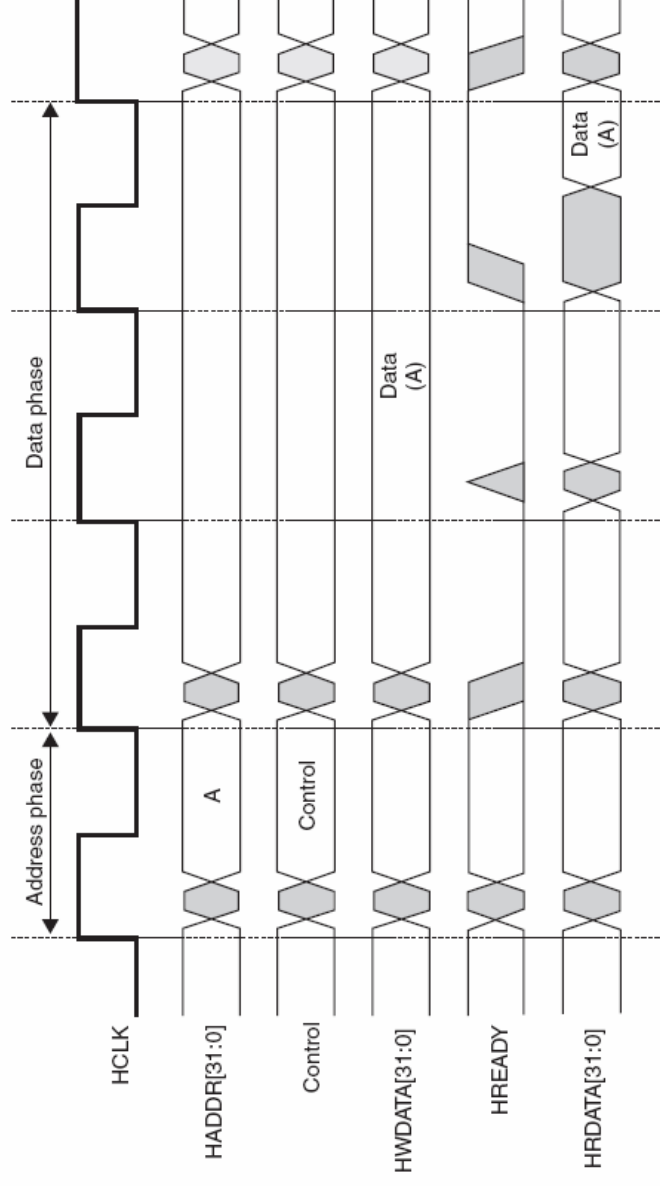 Address phase
Data phase
HCLK
HADDR[31:0]
A
Control
Control
HWDATA[31:0]
Data
(A)
HREADY
HRDATA[31:0]
Data
(A)